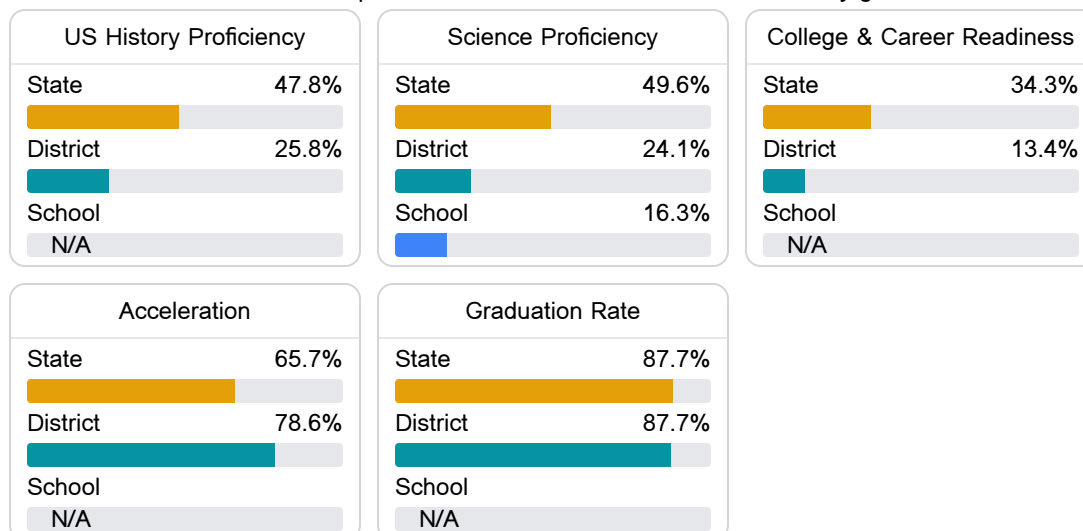 US History Proficiency
State 47.8%
District 25.8%
School
N/A
Science Proficiency
State 49.6%
District 24.1%
School 16.3%
College & Career Readiness
State 34.3%
District 13.4%
School
N/A
Acceleration
State 65.7%
District 78.6%
School
N/A
Graduation Rate
State 87.7%
District 87.7%
School
N/A